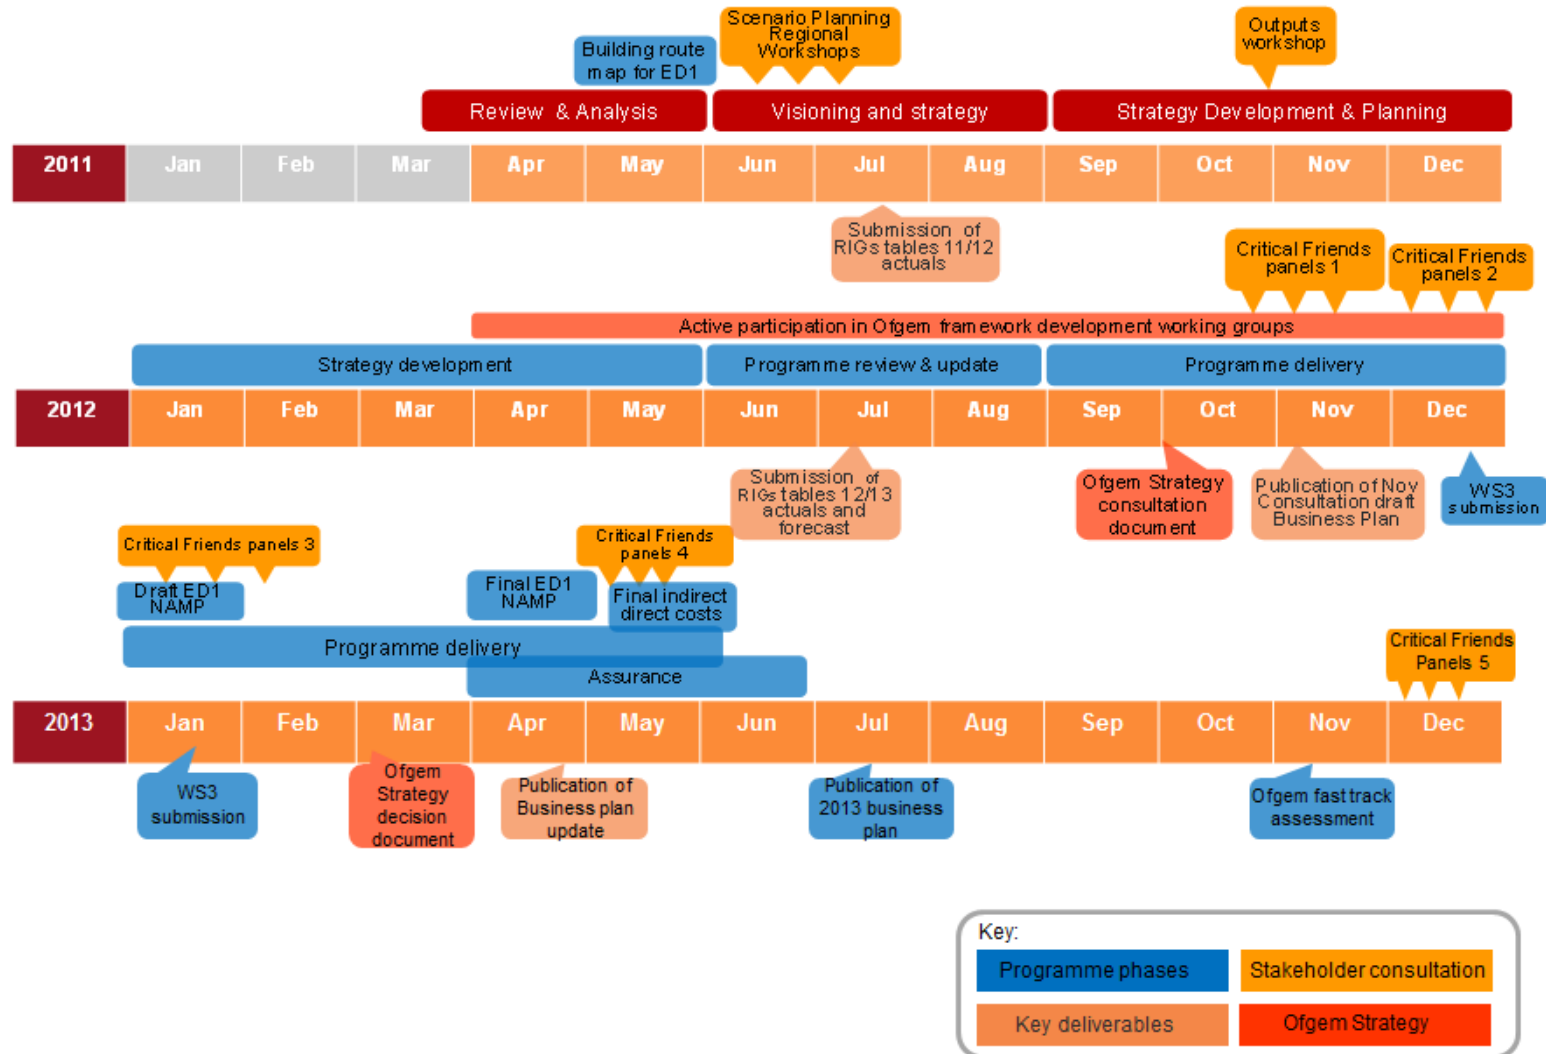 Scenario Planning
Regional
Workshops
Outputs
workshop
Building route
map for ED1
Review & Analysis
Visioning and strategy
Strategy Development & Planning
2011 Jan Feb Mar Apr May Jun Jul Aug Sep Oct Nov Dec
Submission of
RIGs tables 11/12
actuals
Critical Friends
panels 1
Critical Friends
panels 2
Active participation in Ofgem framework development working groups
Strategy development
Programme review & update
Programme delivery
2012 Jan Feb Mar Apr May Jun Jul Aug Sep Oct Nov Dec
Submission of
RIGs tables 12/13
actuals and
forecast
Ofgem Strategy
consultation
document
Publication of Nov
Consultation draft
Business Plan
WS3
submission
Critical Friends panels 3
Draft ED1
NAMP
Final ED1
NAMP
Critical Friends
panels 4
Final indirect
direct costs
Programme delivery
Assurance
Critical Friends
Panels 5
2013 Jan Feb Mar Apr May Jun Jul Aug Sep Oct Nov Dec
WS3
submission
Ofgem
Strategy
decision
document
Publication of
Business plan
update
Publication of
2013 business
plan
Ofgem fast track
assessment
Key:
Programme phases
Stakeholder consultation
Key deliverables
Ofgem Strategy